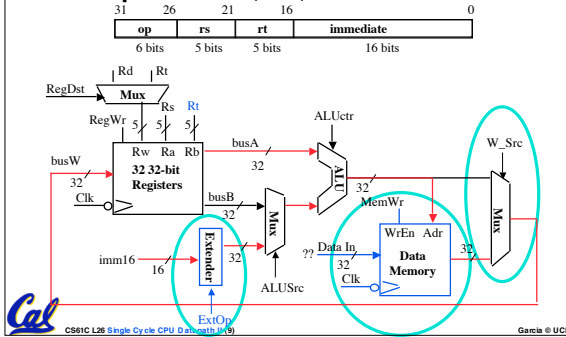 31 26 21 16 0
op rs rt immediate
6 bits 5 bits 5 bits 16 bits
Rd Rt
RegDst Mux
Rs Rt
RegWr 5 5 5
ALUctr
busA
Rw Ra Rb
32
busW
32
32 32-bit
Registers
Clk
busB
32
Mux
ALU
32
MemWr
W_Src
Mux
WrEn Adr
?? Data In
32
Data
Memory
32
Clk
imm16
16
Extender
32
ALUSrc
ExtOp
Cal
CS61C L26 Single Cycle CPU Datapath II (9)
Garcia © UC